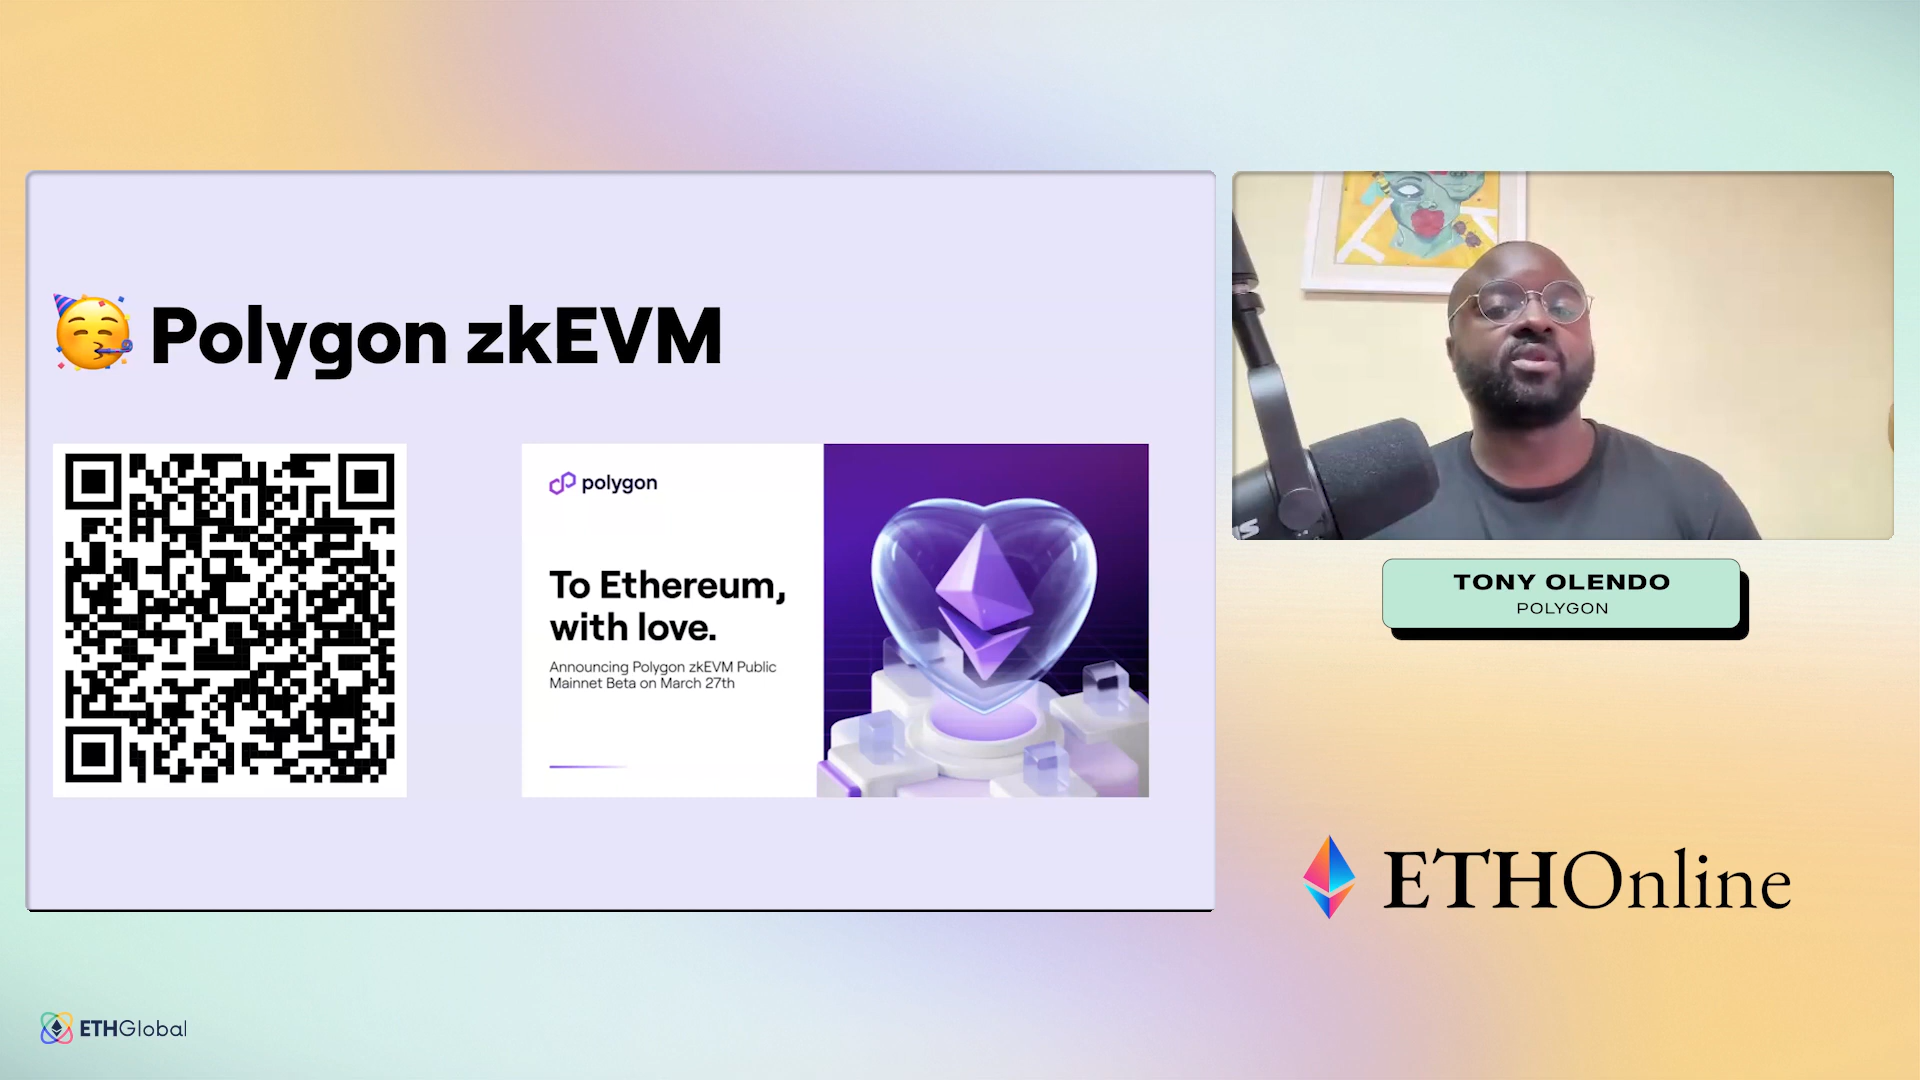 🥳 Polygon zkEVM
polygon
To Ethereum,
with love.
Announcing Polygon zkEVM Public
Mainnet Beta on March 27th
TONY OLENDO
POLYGON
ETHOnline
ETHGlobal